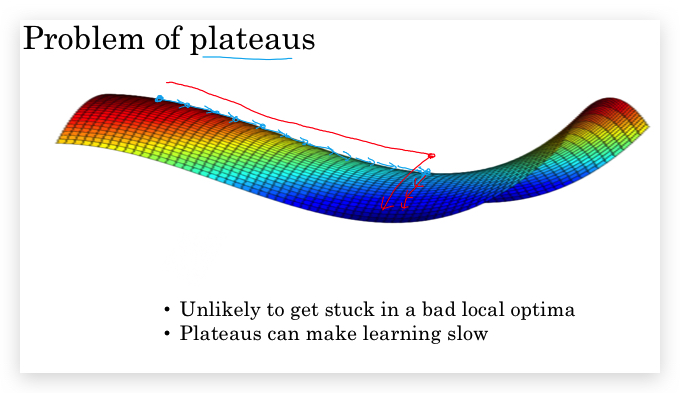 Problem of plateaus
• Unlikely to get stuck in a bad local optima
• Plateaus can make learning slow